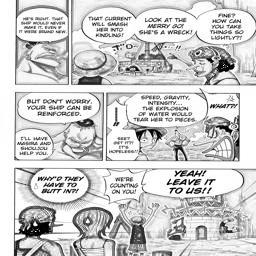 HE'S RIGHT. THAT
SHIP WOULD
NEVER MAKE
IT, EVEN IF
IT WERE BRAND
NEW.
THAT CURRENT
WILL SMASH
HER INTO
KINDLING!
LOOK AT THE
MERRY GO!
SHE'S A WRECK!
FINE?
HOW CAN
YOU TAKE
THINGS SO
LIGHTLY?!
BUT DON'T WORRY,
YOUR SHIP CAN BE
REINFORCED.
I'LL HAVE
MASIRA AND
SHOUJOU
HELP YOU.
SPEED, GRAVITY,
INTENSITY...
THE EXPLOSION
OF WATER WOULD
TEAR HER TO PIECES.
SEE?
GET IT?!
IT'S
HOPELESS!!
WHAT?!
WHY'D THEY
HAVE TO
BUTT IN?!
WE'RE
COUNTING
ON YOU!
YEAH!
LEAVE IT
TO US!!